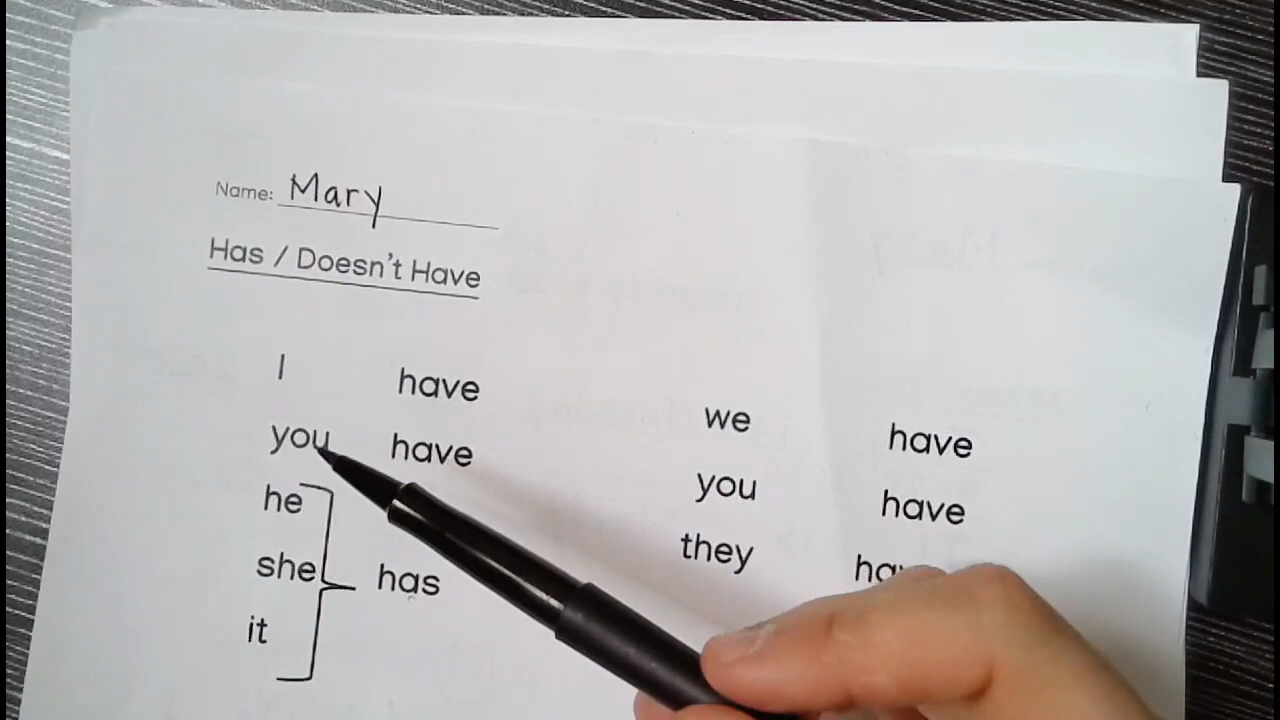 Name: Mary
Has / Doesn't Have
I have
you have
he
she has
it
we have
you have
they